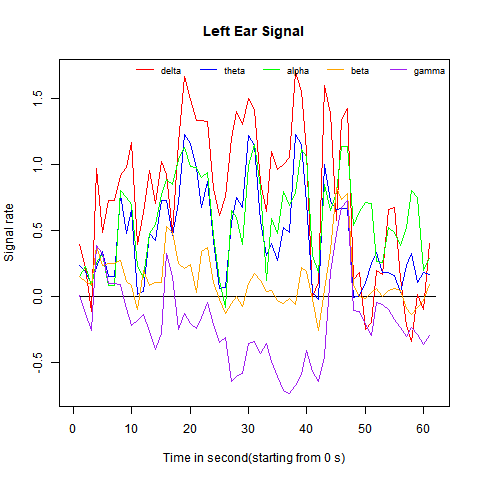 Left Ear Signal
delta theta alpha beta gamma
Signal rate
1.5
1.0
0.5
0.0
-0.5
0 10 20 30 40 50 60
Time in second(starting from 0 s)